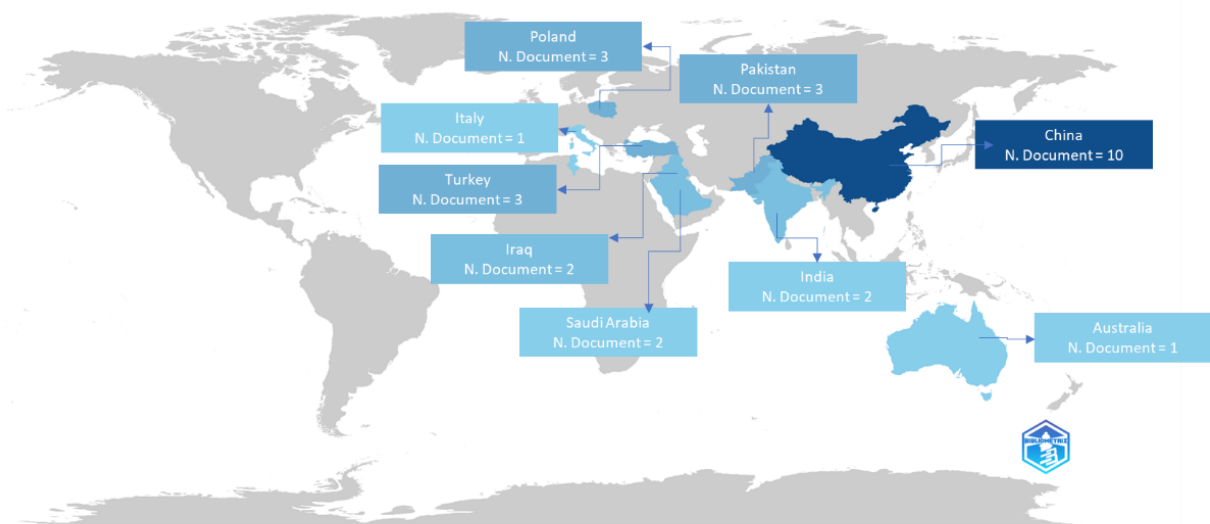 Poland
N. Document = 3
Pakistan
N. Document = 3
Italy
N. Document = 1
China
N. Document = 10
Turkey
N. Document = 3
Iraq
N. Document = 2
India
N. Document = 2
Saudi Arabia
N. Document = 2
Australia
N. Document = 1
BIBLIOMETRIX